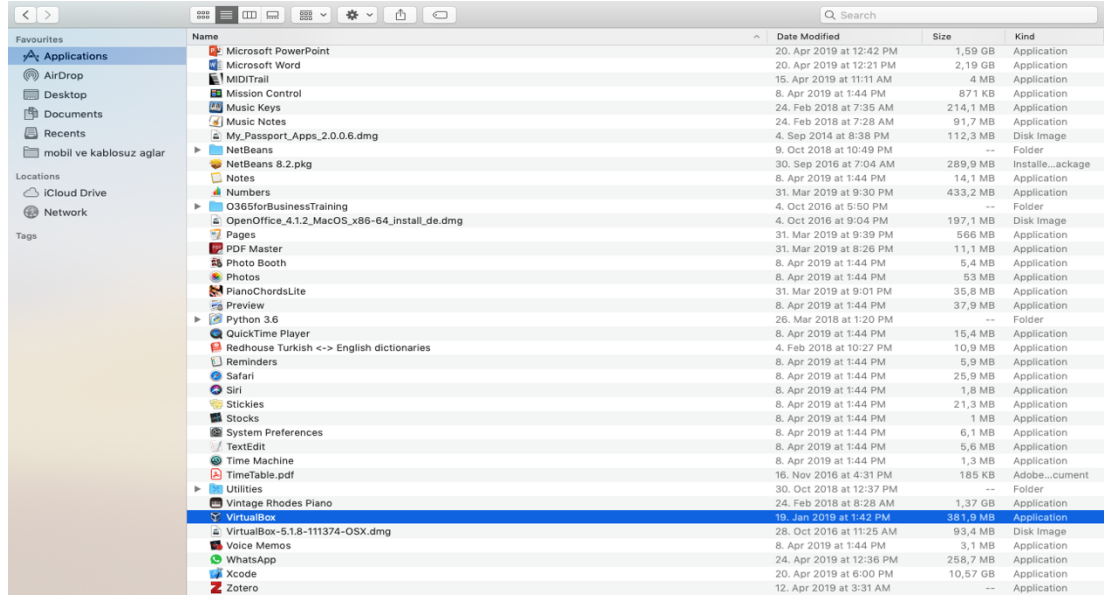 Search
Favourites
Applications
AirDrop
Desktop
Documents
Recents
mobil ve kablosuz aglar
Locations
iCloud Drive
Network
Tags
Name Date Modified Size Kind
Microsoft PowerPoint 20. Apr 2019 at 12:42 PM 1,59 GB Application
Microsoft Word 20. Apr 2019 at 12:21 PM 2,19 GB Application
MIDITrail 15. Apr 2019 at 11:11 AM 4 MB Application
Mission Control 8. Apr 2019 at 1:44 PM 871 KB Application
Music Keys 24. Feb 2018 at 7:35 AM 214,1 MB Application
Music Notes 24. Feb 2018 at 7:28 AM 91,7 MB Application
My_Passport_Apps_2.0.0.6.dmg 4. Sep 2014 at 8:38 PM 112,3 MB Disk Image
NetBeans 9. Oct 2018 at 10:49 PM -- Folder
NetBeans 8.2.pkg 30. Sep 2016 at 7:04 AM 289,9 MB Installe...ackage
Notes 8. Apr 2019 at 1:44 PM 14,1 MB Application
Numbers 31. Mar 2019 at 9:30 PM 433,2 MB Application
O365forBusinessTraining 4. Oct 2016 at 5:50 PM -- Folder
OpenOffice_4.1.2_MacOS_x86-64_install_de.dmg 4. Oct 2016 at 9:04 PM 197,1 MB Disk Image
Pages 31. Mar 2019 at 9:39 PM 566 MB Application
PDF Master 31. Mar 2019 at 8:26 PM 11,1 MB Application
Photo Booth 8. Apr 2019 at 1:44 PM 5,4 MB Application
Photos 8. Apr 2019 at 1:44 PM 53 MB Application
PianoChordsLite 31. Mar 2019 at 9:01 PM 35,8 MB Application
Preview 8. Apr 2019 at 1:44 PM 37,9 MB Application
Python 3.6 26. Mar 2018 at 1:20 PM -- Folder
QuickTime Player 8. Apr 2019 at 1:44 PM 15,4 MB Application
Redhouse Turkish <-> English dictionaries 4. Feb 2018 at 10:27 PM 10,9 MB Application
Reminders 8. Apr 2019 at 1:44 PM 5,9 MB Application
Safari 8. Apr 2019 at 1:44 PM 25,9 MB Application
Siri 8. Apr 2019 at 1:44 PM 1,8 MB Application
Stickies 8. Apr 2019 at 1:44 PM 21,3 MB Application
Stocks 8. Apr 2019 at 1:44 PM 1 MB Application
System Preferences 8. Apr 2019 at 1:44 PM 6,1 MB Application
TextEdit 8. Apr 2019 at 1:44 PM 5,6 MB Application
Time Machine 8. Apr 2019 at 1:44 PM 1,3 MB Application
TimeTable.pdf 16. Nov 2016 at 4:31 PM 185 KB Adobe...cument
Utilities 30. Oct 2018 at 12:37 PM -- Folder
Vintage Rhodes Piano 24. Feb 2018 at 8:28 AM 1,37 GB Application
VirtualBox 19. Jan 2019 at 1:42 PM 381,9 MB Application
VirtualBox-5.1.8-111374-OSX.dmg 28. Oct 2016 at 11:25 AM 93,4 MB Disk Image
Voice Memos 8. Apr 2019 at 1:44 PM 3,1 MB Application
WhatsApp 24. Apr 2019 at 12:36 PM 258,7 MB Application
Xcode 20. Apr 2019 at 6:00 PM 10,57 GB Application
Zotero 12. Apr 2019 at 3:31 AM -- Application